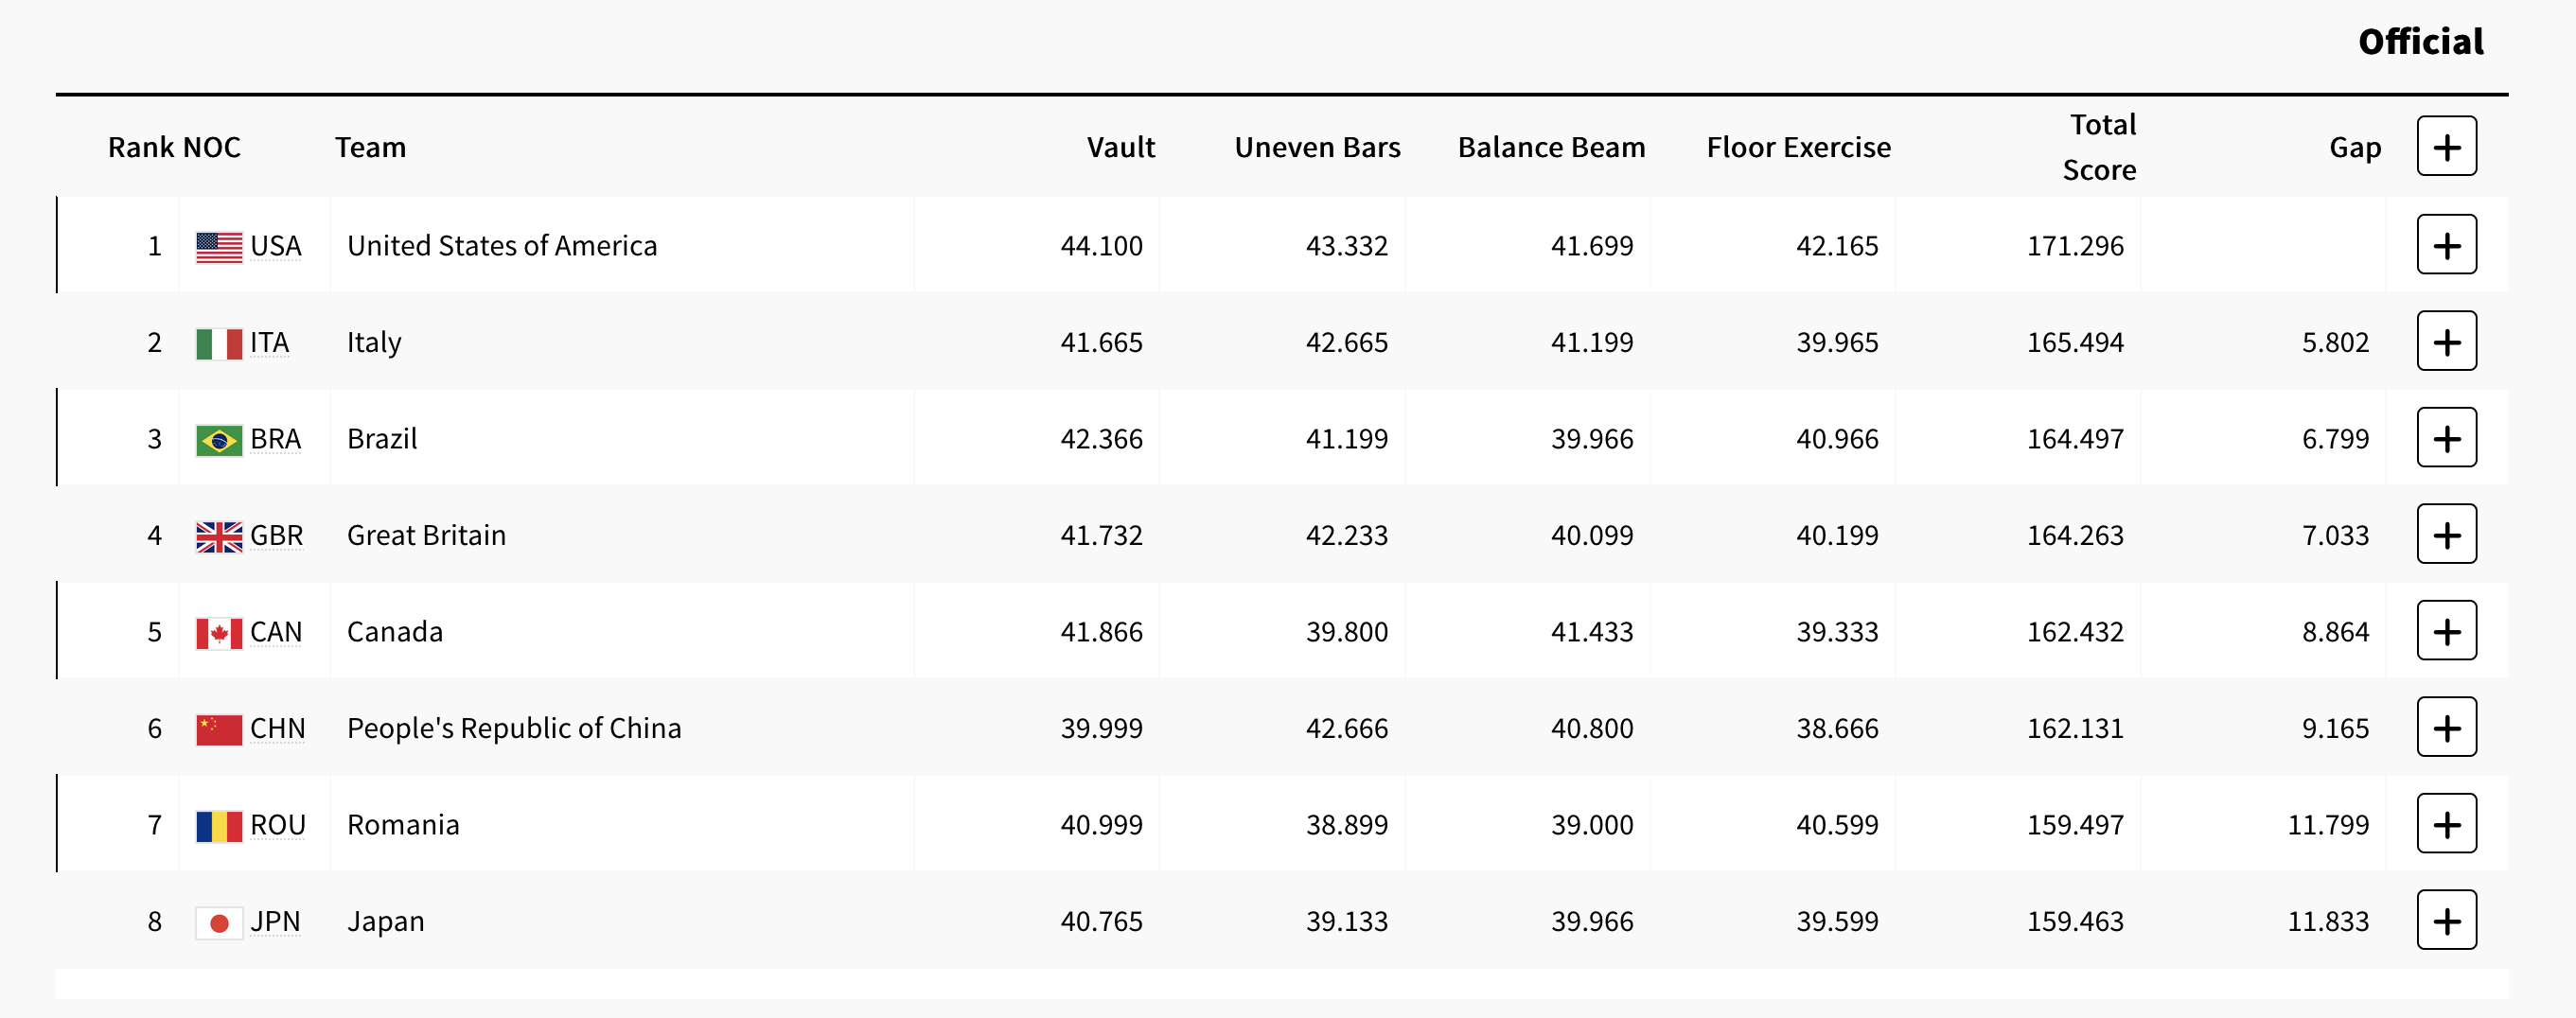 Official
Rank NOC Team Vault Uneven Bars Balance Beam Floor Exercise Total Score Gap
1 USA United States of America 44.100 43.332 41.699 42.165 171.296
2 ITA Italy 41.665 42.665 41.199 39.965 165.494 5.802
3 BRA Brazil 42.366 41.199 39.966 40.966 164.497 6.799
4 GBR Great Britain 41.732 42.233 40.099 40.199 164.263 7.033
5 CAN Canada 41.866 39.800 41.433 39.333 162.432 8.864
6 CHN People's Republic of China 39.999 42.666 40.800 38.666 162.131 9.165
7 ROU Romania 40.999 38.899 39.000 40.599 159.497 11.799
8 JPN Japan 40.765 39.133 39.966 39.599 159.463 11.833